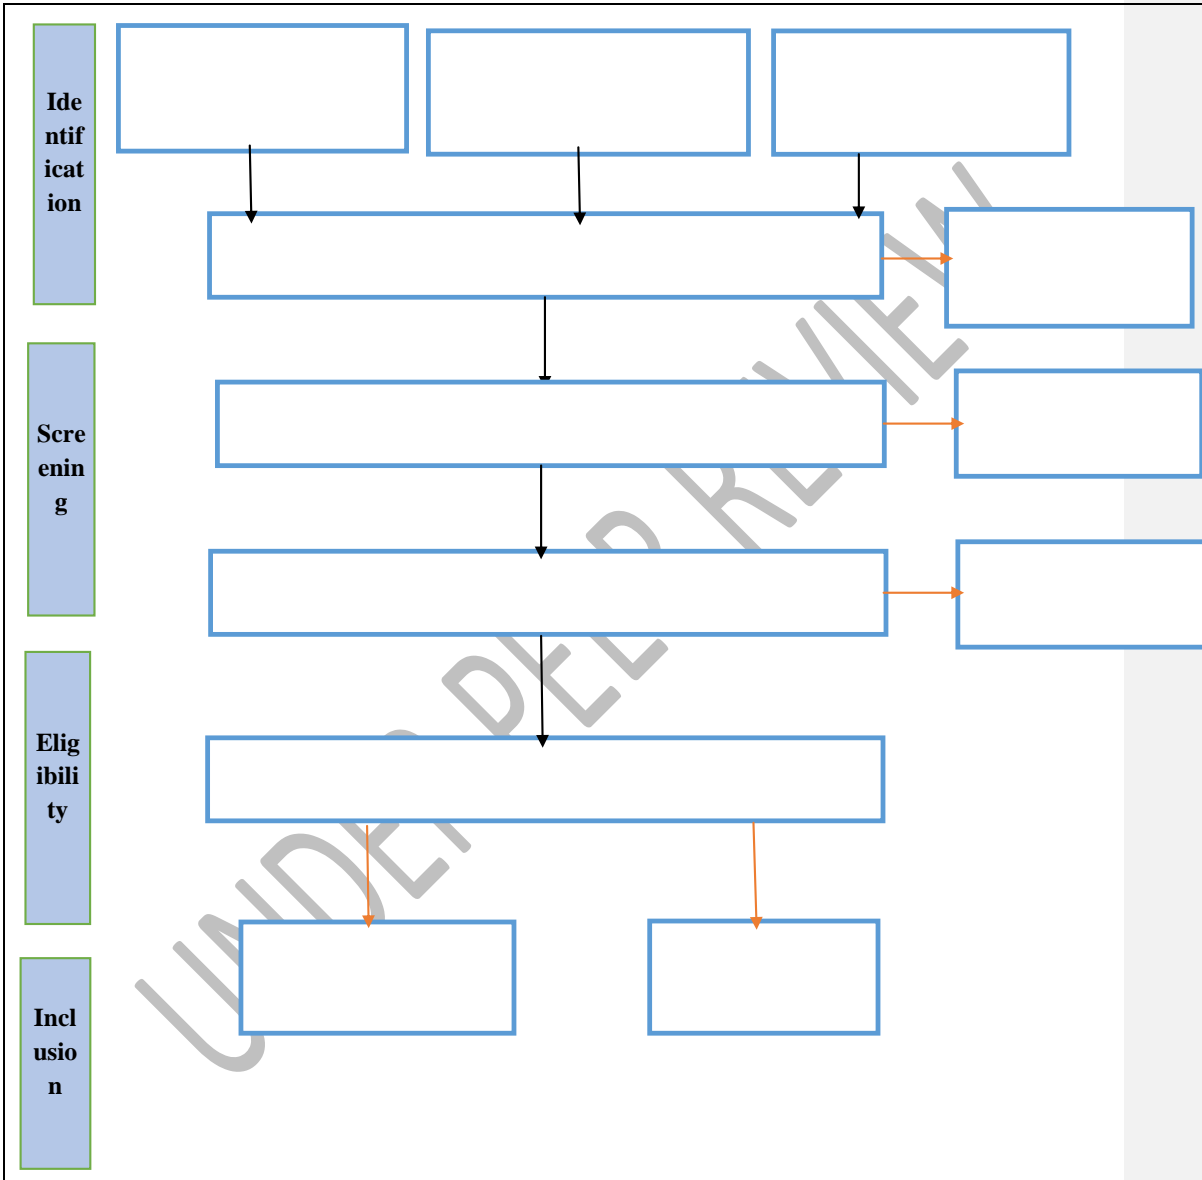 Ide
ntif
icat
ion
Scre
enin
g
Elig
ibili
ty
Incl
usio
n
UNDER PEER REVIEW